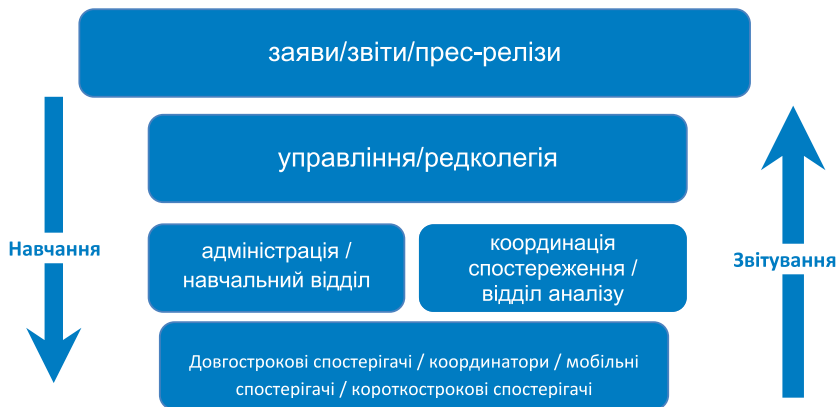 заяви/звіти/прес-релізи
управління/редколегія
Навчання
адміністрація /
навчальний відділ
координація
спостереження /
відділ аналізу
Звітування
Довгострокові спостерігачі / координатори / мобільні
спостерігачі / короткострокові спостерігачі